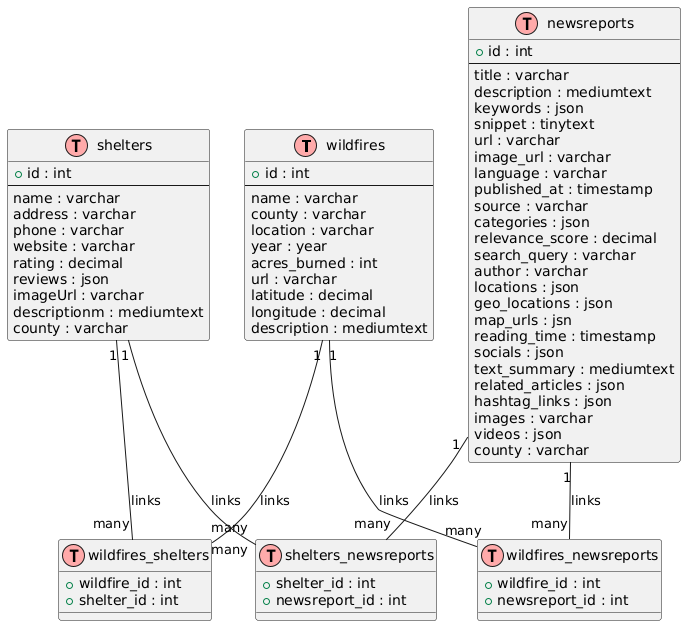 T newsreports
id : int
title : varchar
description : mediumtext
keywords : json
snippet : tinytext
url : varchar
image_url : varchar
language : varchar
published_at : timestamp
source : varchar
categories : json
relevance_score : decimal
search_query : varchar
author : varchar
locations : json
geo_locations : json
map_urls : jsn
reading_time : timestamp
socials : json
text_summary : mediumtext
related_articles : json
hashtag_links : json
images : varchar
videos : json
county : varchar
T shelters
id : int
name : varchar
address : varchar
phone : varchar
website : varchar
rating : decimal
reviews : json
imageUrl : varchar
descriptionm : mediumtext
county : varchar
T wildfires
id : int
name : varchar
county : varchar
location : varchar
year : year
acres_burned : int
url : varchar
latitude : decimal
longitude : decimal
description : mediumtext
1 1 1 1
1
1
links links links links links links
many many many many
many
many
T wildfires_shelters
wildfire_id : int
shelter_id : int
T shelters_newsreports
shelter_id : int
newsreport_id : int
T wildfires_newsreports
wildfire_id : int
newsreport_id : int